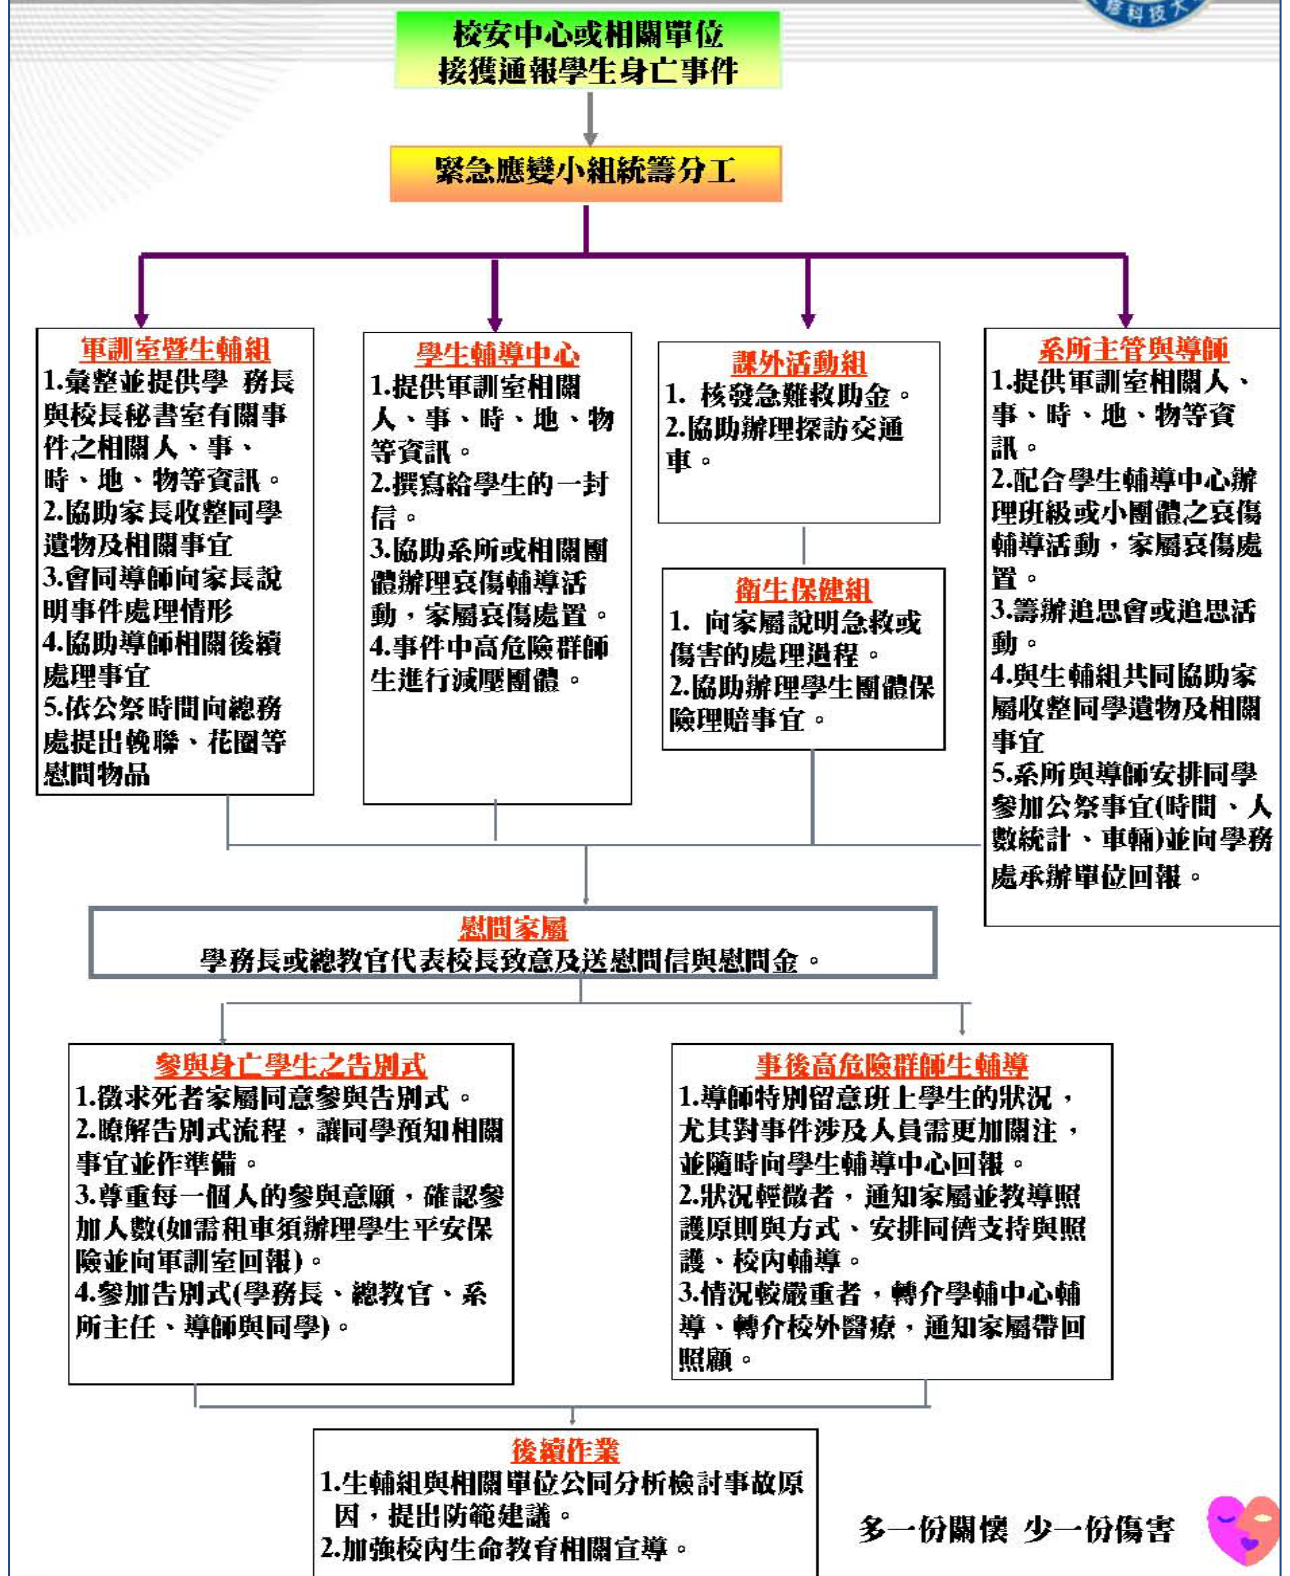 修科技大
校安中心或相關單位
接獲通報學生身亡事件
緊急應變小組統籌分工
軍訓室暨生輔組
1.彙整並提供學 務長
與校長秘書室有關事
件之相關人、事、
時、地、物等資訊。
2.協助家長收整同學
遺物及相關事宜
3.會同導師向家長說
明事件處理情形
4.協助導師相關後續
處理事宜
5.依公祭時間向總務
處提出輓聯、花圈等
慰問物品
學生輔導中心
1.提供軍訓室相關
人、事、時、地、物
等資訊。
2.撰寫給學生的一封
信。
3.協助系所或相關團
體辦理哀傷輔導活
動，家屬哀傷處置。
4.事件中高危險群師
生進行減壓團體。
課外活動組
1. 核發急難救助金。
2.協助辦理探訪交通
車。
衛生保健組
1. 向家屬說明急救或
傷害的處理過程。
2.協助辦理學生團體保
險理賠事宜。
系所主管與導師
1.提供軍訓室相關人、
事、時、地、物等資
訊。
2.配合學生輔導中心辦
理班級或小團體之哀傷
輔導活動，家屬哀傷處
置。
3.籌辦追思會或追思活
動。
4.與生輔組共同協助家
屬收整同學遺物及相關
事宜
5.系所與導師安排同學
參加公祭事宜(時間、人
數統計、車輛)並向學務
處承辦單位回報。
慰問家屬
學務長或總教官代表校長致意及送慰問信與慰問金。
參與身亡學生之告別式
1.徵求死者家屬同意參與告別式。
2.瞭解告別式流程，讓同學預知相關
事宜並作準備。
3.尊重每一個人的參與意願，確認參
加人數(如需租車須辦理學生平安保
險並向軍訓室回報)。
4.參加告別式(學務長、總教官、系
所主任、導師與同學)。
事後高危險群師生輔導
1.導師特別留意班上學生的狀況，
尤其對事件涉及人員需更加關注，
並隨時向學生輔導中心回報。
2.狀況輕微者，通知家屬並教導照
護原則與方式、安排同儕支持與照
護、校內輔導。
3.情況較嚴重者，轉介學輔中心輔
導、轉介校外醫療，通知家屬帶回
照顧。
後續作業
1.生輔組與相關單位公同分析檢討事故原
因，提出防範建議。
2.加強校內生命教育相關宣導。
多一份關懷 少一份傷害